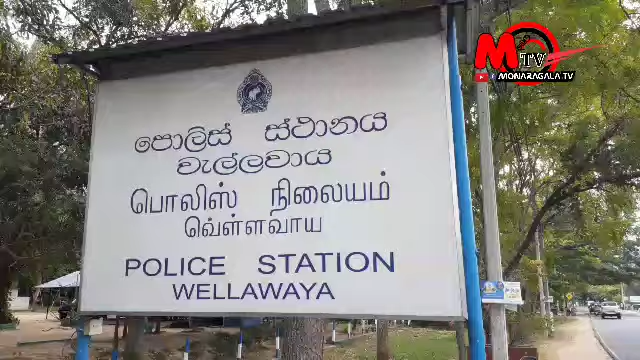 පොලිස් ස්ථානය
වැල්ලවාය
பொலிஸ் நிலையம்
வெள்ளவாய
POLICE STATION
WELLAWAYA
M TV
MONARAGALA.TV